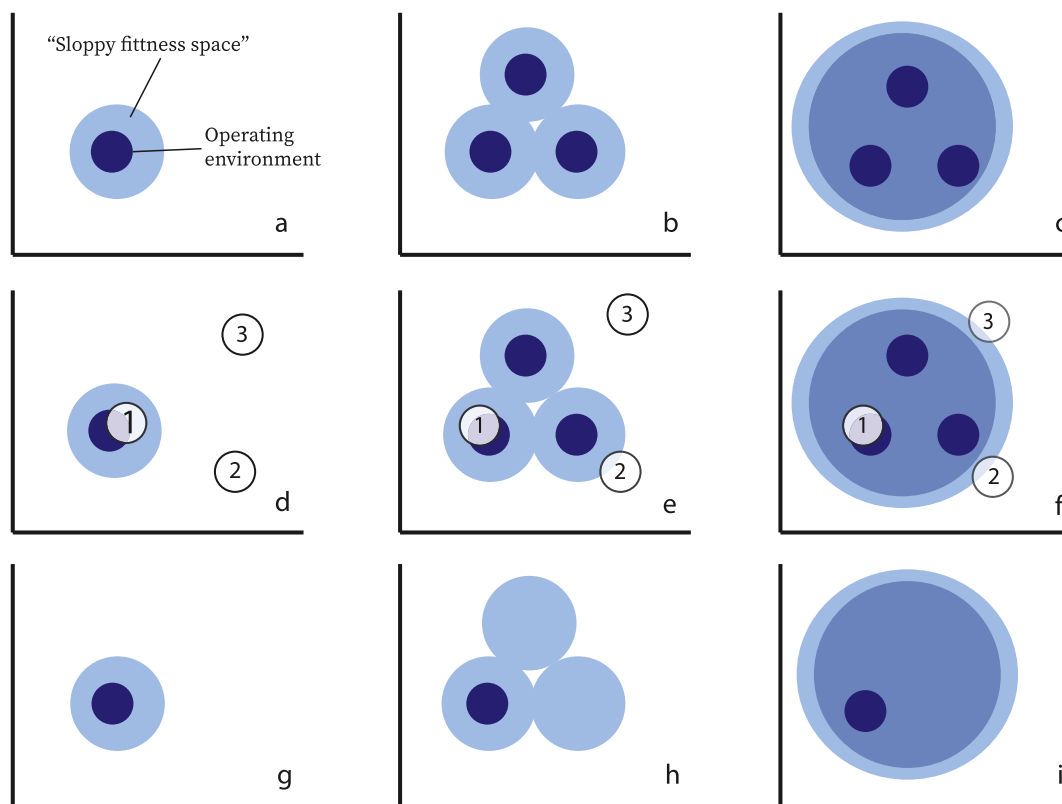 “Sloppy fittness space”
Operating
environment
a
b
c
3
1
2
d
3
1
2
e
3
1
2
f
g
h
i